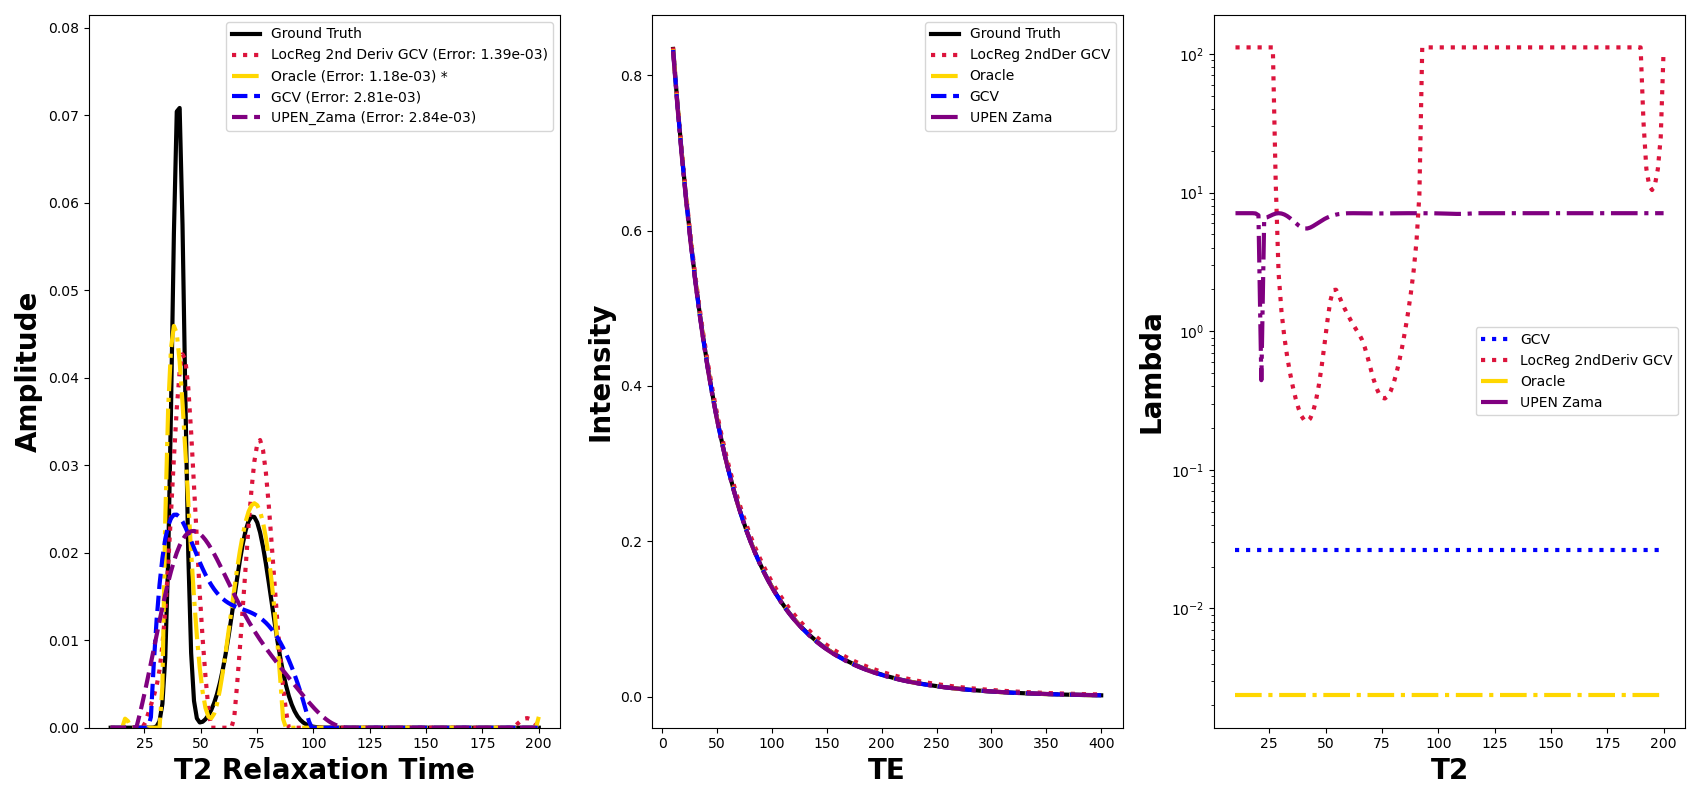 Amplitude
0.08
0.07
0.06
0.05
0.04
0.03
0.02
0.01
0.00
25
50
75
100
125
150
175
200
T2 Relaxation Time
Ground Truth
LocReg 2nd Deriv GCV (Error: 1.39e-03)
Oracle (Error: 1.18e-03) *
GCV (Error: 2.81e-03)
UPEN_Zama (Error: 2.84e-03)
Intensity
0.8
0.6
0.4
0.2
0.0
0
50
100
150
200
250
300
350
400
TE
Ground Truth
LocReg 2ndDer GCV
Oracle
GCV
UPEN Zama
Lambda
10²
10¹
10⁰
10⁻¹
10⁻²
25
50
75
100
125
150
175
200
T2
GCV
LocReg 2ndDeriv GCV
Oracle
UPEN Zama